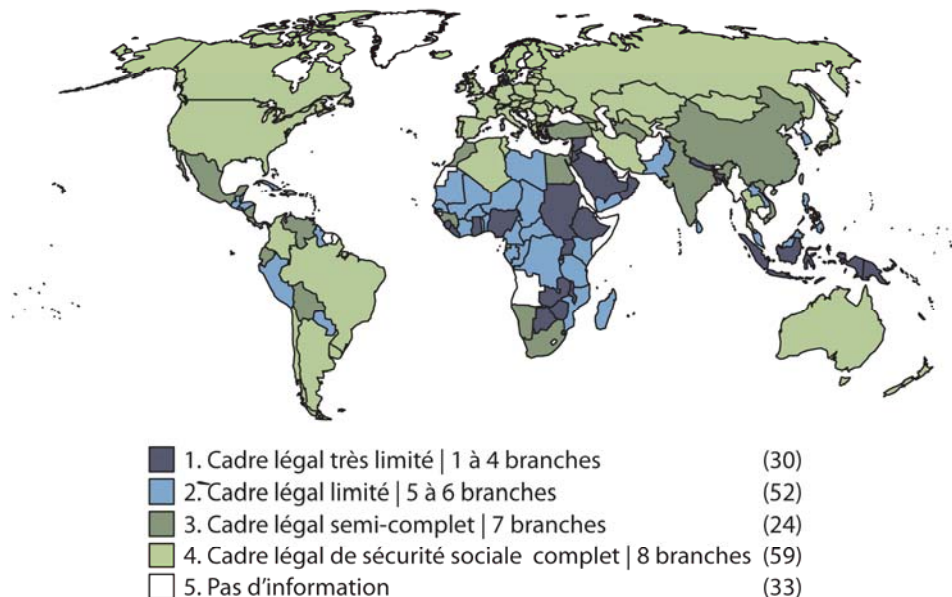 1. Cadre légal très limité | 1 à 4 branches (30)
2. Cadre légal limité | 5 à 6 branches (52)
3. Cadre légal semi-complet | 7 branches (24)
4. Cadre légal de sécurité sociale complet | 8 branches (59)
5. Pas d'information (33)